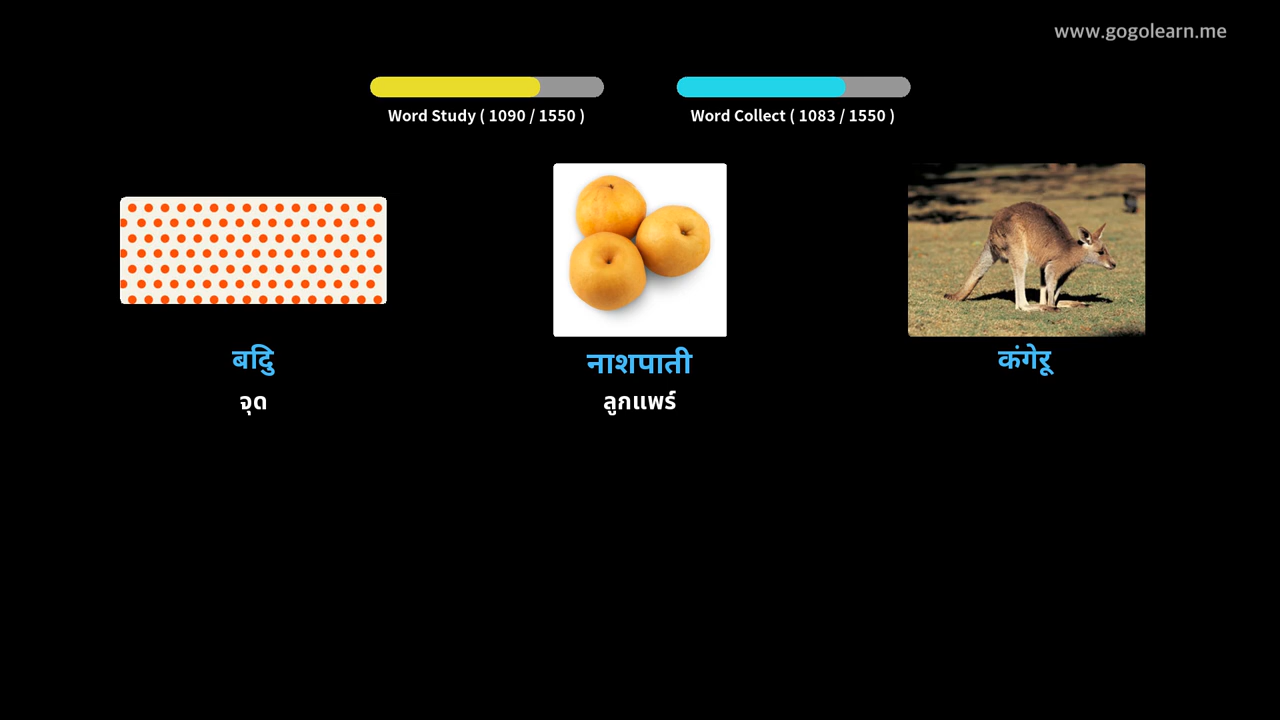 www.gogolearn.me
Word Study ( 1090 / 1550 )
Word Collect ( 1083 / 1550 )
बिंदु
จุด
नाशपाती
ลูกแพร์
कंगेरू